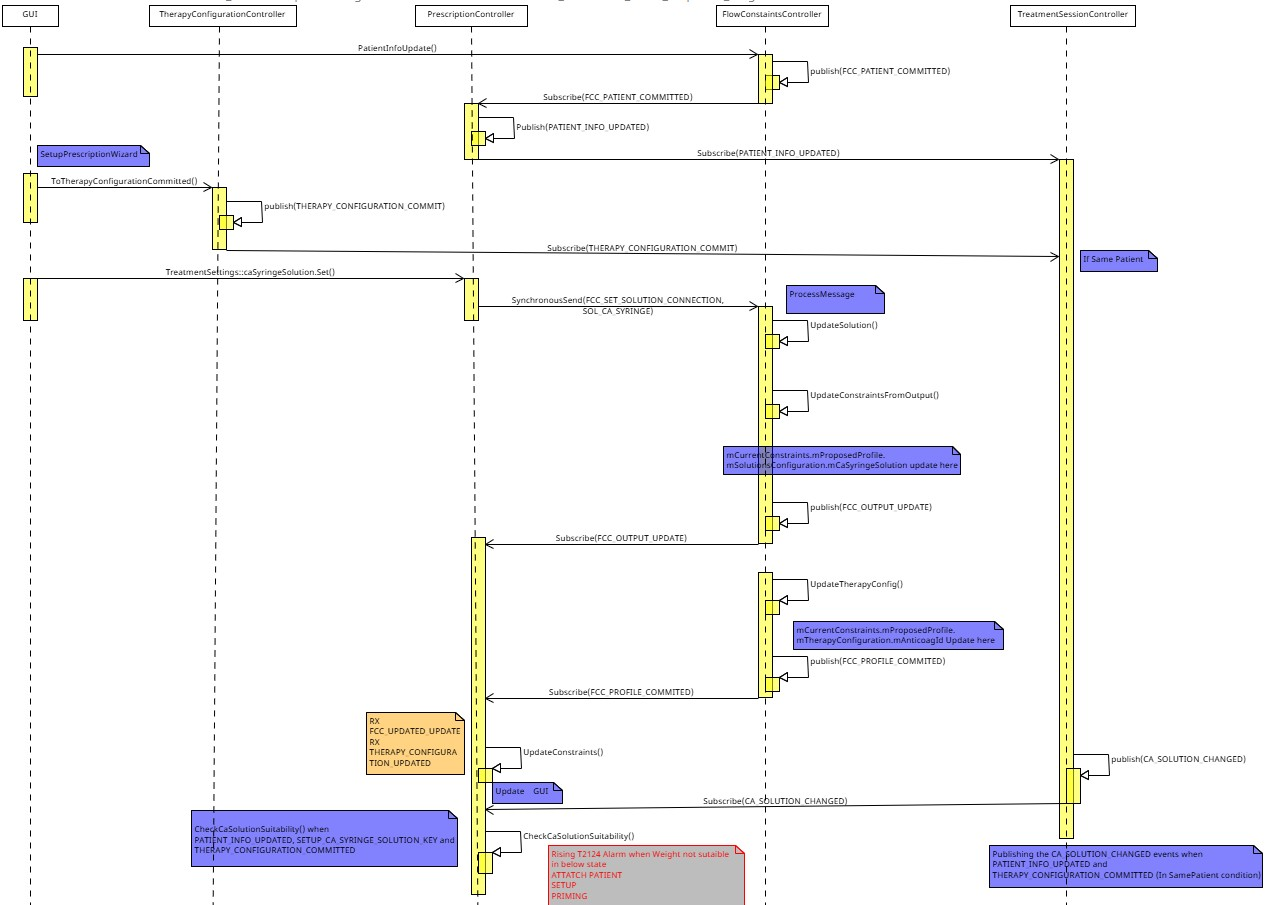 GUI
TherapyConfigurationController
PrescriptionController
FlowConstaintsController
TreatmentSessionController
PatientInfoUpdate()
publish(FCC_PATIENT_COMMITTED)
Subscribe(FCC_PATIENT_COMMITTED)
Publish(PATIENT_INFO_UPDATED)
SetupPrescriptionWizard
Subscribe(PATIENT_INFO_UPDATED)
ToTherapyConfigurationCommitted()
publish(THERAPY_CONFIGURATION_COMMIT)
Subscribe(THERAPY_CONFIGURATION_COMMIT)
If Same Patient
TreatmentSettings::caSyringeSolution.Set()
ProcessMessage
SynchronousSend(FCC_SET_SOLUTION_CONNECTION,
SOL_CA_SYRINGE)
UpdateSolution()
UpdateConstraintsFromOutput()
mCurrentConstraints.mProposedProfile.
mSolutionsConfiguration.mCaSyringeSolution update here
publish(FCC_OUTPUT_UPDATE)
Subscribe(FCC_OUTPUT_UPDATE)
UpdateTherapyConfig()
mCurrentConstraints.mProposedProfile.
mTherapyConfiguration.mAnticoagId Update here
publish(FCC_PROFILE_COMMITED)
Subscribe(FCC_PROFILE_COMMITED)
RX
FCC_UPDATED_UPDATE
RX
THERAPY_CONFIGURA
TION_UPDATED
UpdateConstraints()
publish(CA_SOLUTION_CHANGED)
Update GUI
Subscribe(CA_SOLUTION_CHANGED)
CheckCaSolutionSuitability() when
PATIENT_INFO_UPDATED, SETUP_CA_SYRINGE_SOLUTION_KEY and
THERAPY_CONFIGURATION_COMMITTED
CheckCaSolutionSuitability()
Rising T2124 Alarm when Weight not sutaible
in below state
ATTATCH PATIENT
SETUP
PRIMING
Publishing the CA_SOLUTION_CHANGED events when
PATIENT_INFO_UPDATED and
THERAPY_CONFIGURATION_COMMITTED (In SamePatient condition)